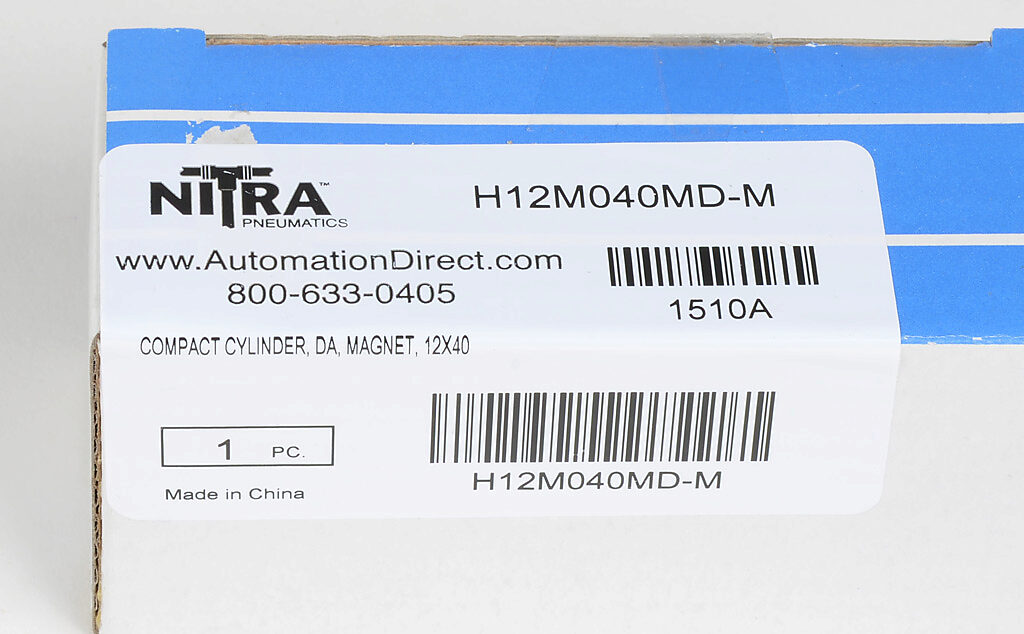 NITRA™
PNEUMATICS
H12M040MD-M
www.AutomationDirect.com
800-633-0405
1510A
COMPACT CYLINDER, DA, MAGNET, 12X40
1 PC.
H12M040MD-M
Made in China